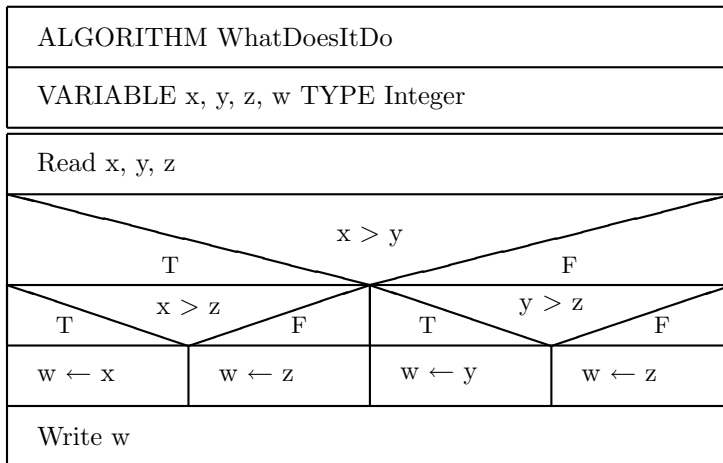 ALGORITHM WhatDoesItDo
VARIABLE x, y, z, w TYPE Integer
Read x, y, z
x > y
T F
x > z y > z
T F T F
w ← x w ← z w ← y w ← z
Write w